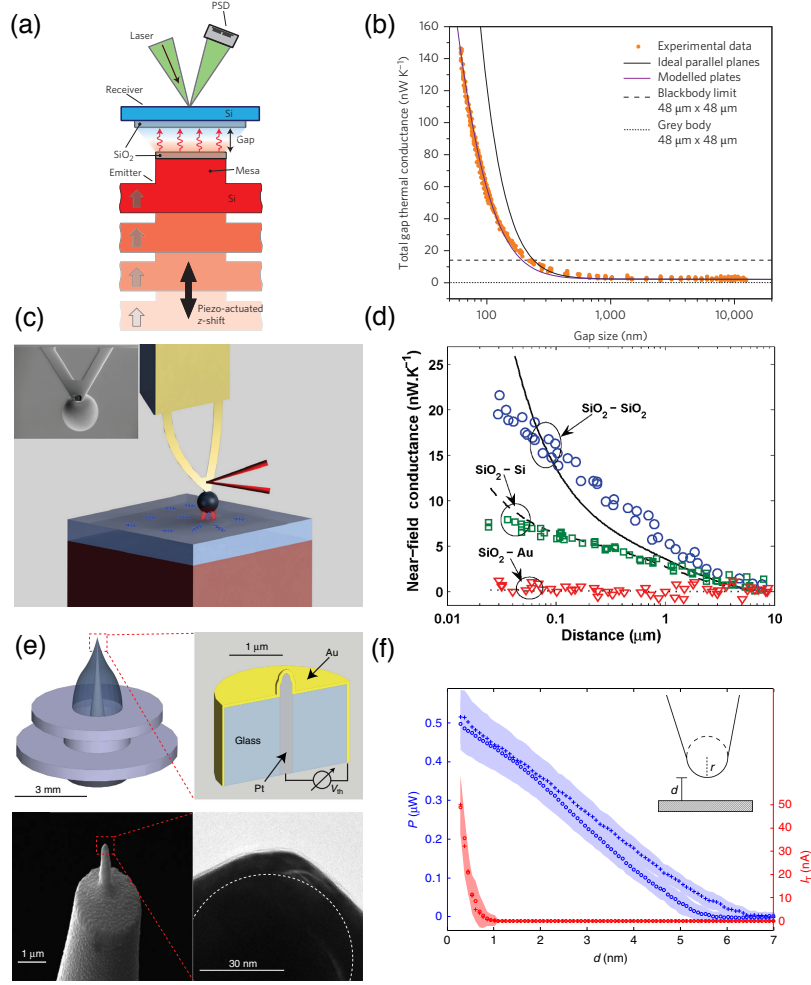 (a)
PSD
Laser
Receiver
Si
Gap
SiO₂
Emitter
Mesa
Si
Piezo-actuated
z-shift
(b)
Total gap thermal conductance (nW K⁻¹)
160
140
120
100
80
60
40
20
0
Experimental data
Ideal parallel planes
Modelled plates
Blackbody limit
48 μm x 48 μm
Grey body
48 μm x 48 μm
100
1,000
10,000
Gap size (nm)
(c)
(d)
Near-field conductance (nW.K⁻¹)
25
20
15
10
5
0
SiO₂ – SiO₂
SiO₂ – Si
SiO₂ – Au
0.01
0.1
1
10
Distance (μm)
(e)
3 mm
1 μm
Au
Glass
Pt
Vth
1 μm
30 nm
(f)
P (μW)
0.5
0.4
0.3
0.2
0.1
0
r
d
50
40
30
20
10
0
I_T (nA)
0
1
2
3
4
5
6
7
d (nm)